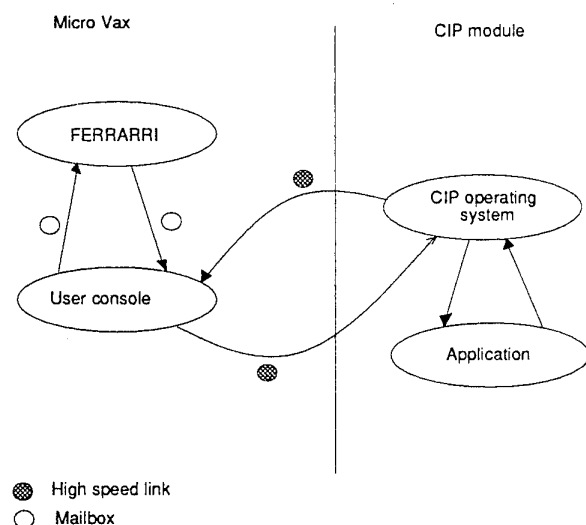 Micro Vax
CIP module
FERRARRI
CIP operating
system
User console
Application
High speed link
Mailbox